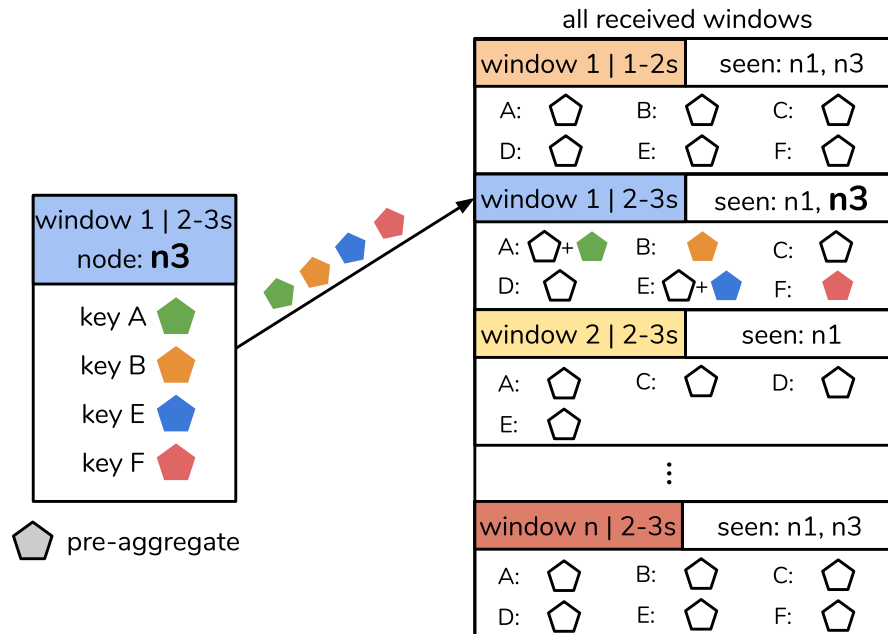 all received windows
window 1 | 1-2s seen: n1, n3
A: B: C:
D: E: F:
window 1 | 2-3s seen: n1, n3
A: + B: C:
D: E: + F:
window 2 | 2-3s seen: n1
A: C: D:
E:
⋮
window n | 2-3s seen: n1, n3
A: B: C:
D: E: F:
window 1 | 2-3s
node: n3
key A
key B
key E
key F
pre-aggregate